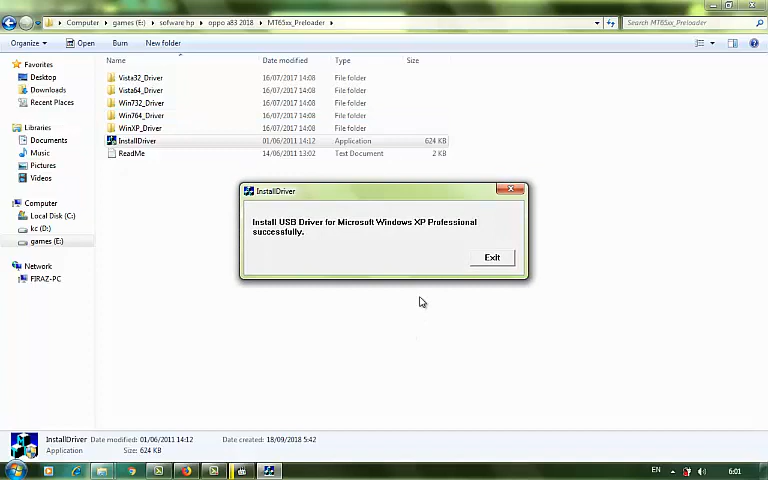 Computer ▸ games (E:) ▸ sofware hp ▸ oppo a83 2018 ▸ MT65xx_Preloader ▸
Search MT65xx_Preloader
Organize Open Burn New folder
Name Date modified Type Size
Favorites
Desktop
Downloads
Recent Places
Libraries
Documents
Music
Pictures
Videos
Computer
Local Disk (C:)
kc (D:)
games (E:)
Network
FIRAZ-PC
Vista32_Driver 16/07/2017 14:08 File folder
Vista64_Driver 16/07/2017 14:08 File folder
Win732_Driver 16/07/2017 14:08 File folder
Win764_Driver 16/07/2017 14:08 File folder
WinXP_Driver 16/07/2017 14:08 File folder
InstallDriver 01/06/2011 14:12 Application 624 KB
ReadMe 14/06/2011 13:02 Text Document 2 KB
InstallDriver
Install USB Driver for Microsoft Windows XP Professional
successfully.
Exit
InstallDriver Date modified: 01/06/2011 14:12 Date created: 18/09/2018 5:42
Application Size: 624 KB
EN 6:01